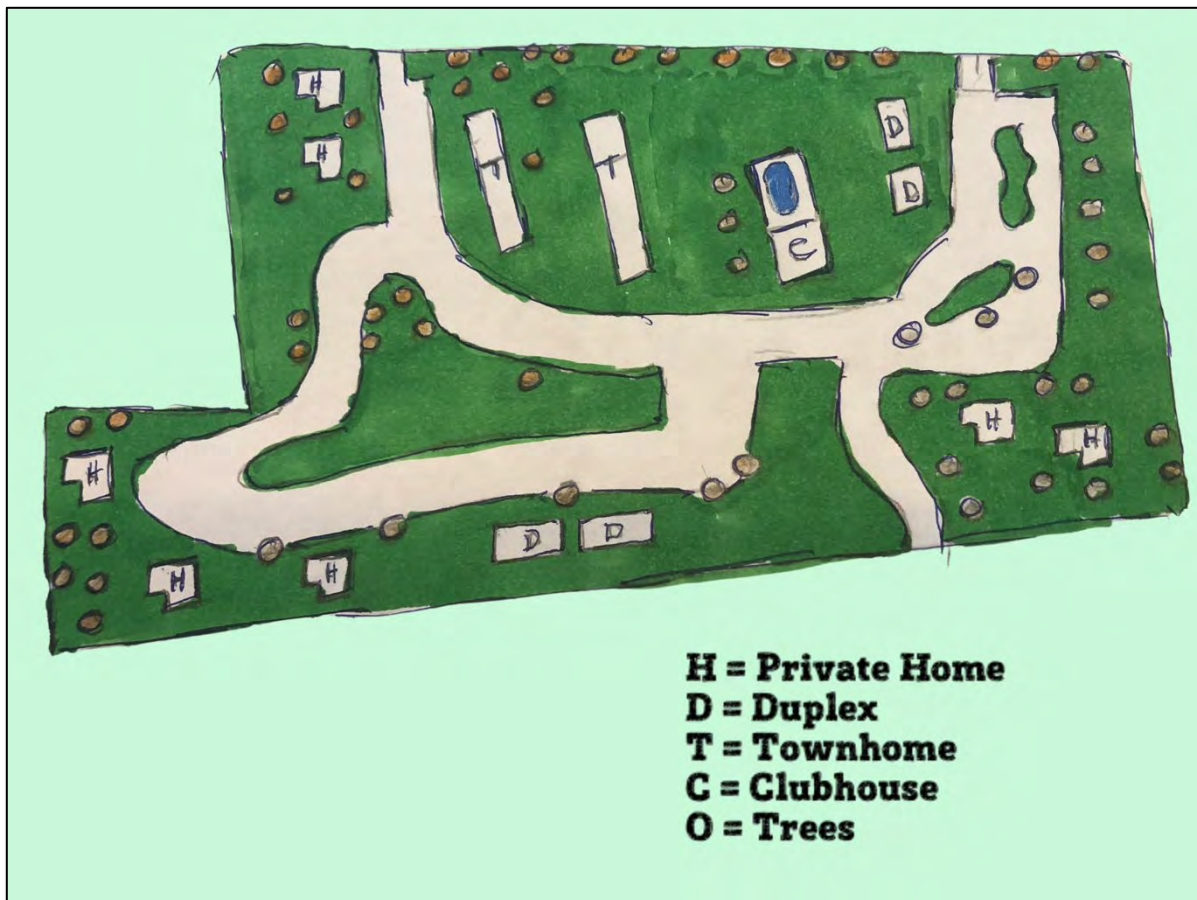 H
H
T
T
D
D
C
H
H
H
H
H
D
D
H = Private Home
D = Duplex
T = Townhome
C = Clubhouse
O = Trees